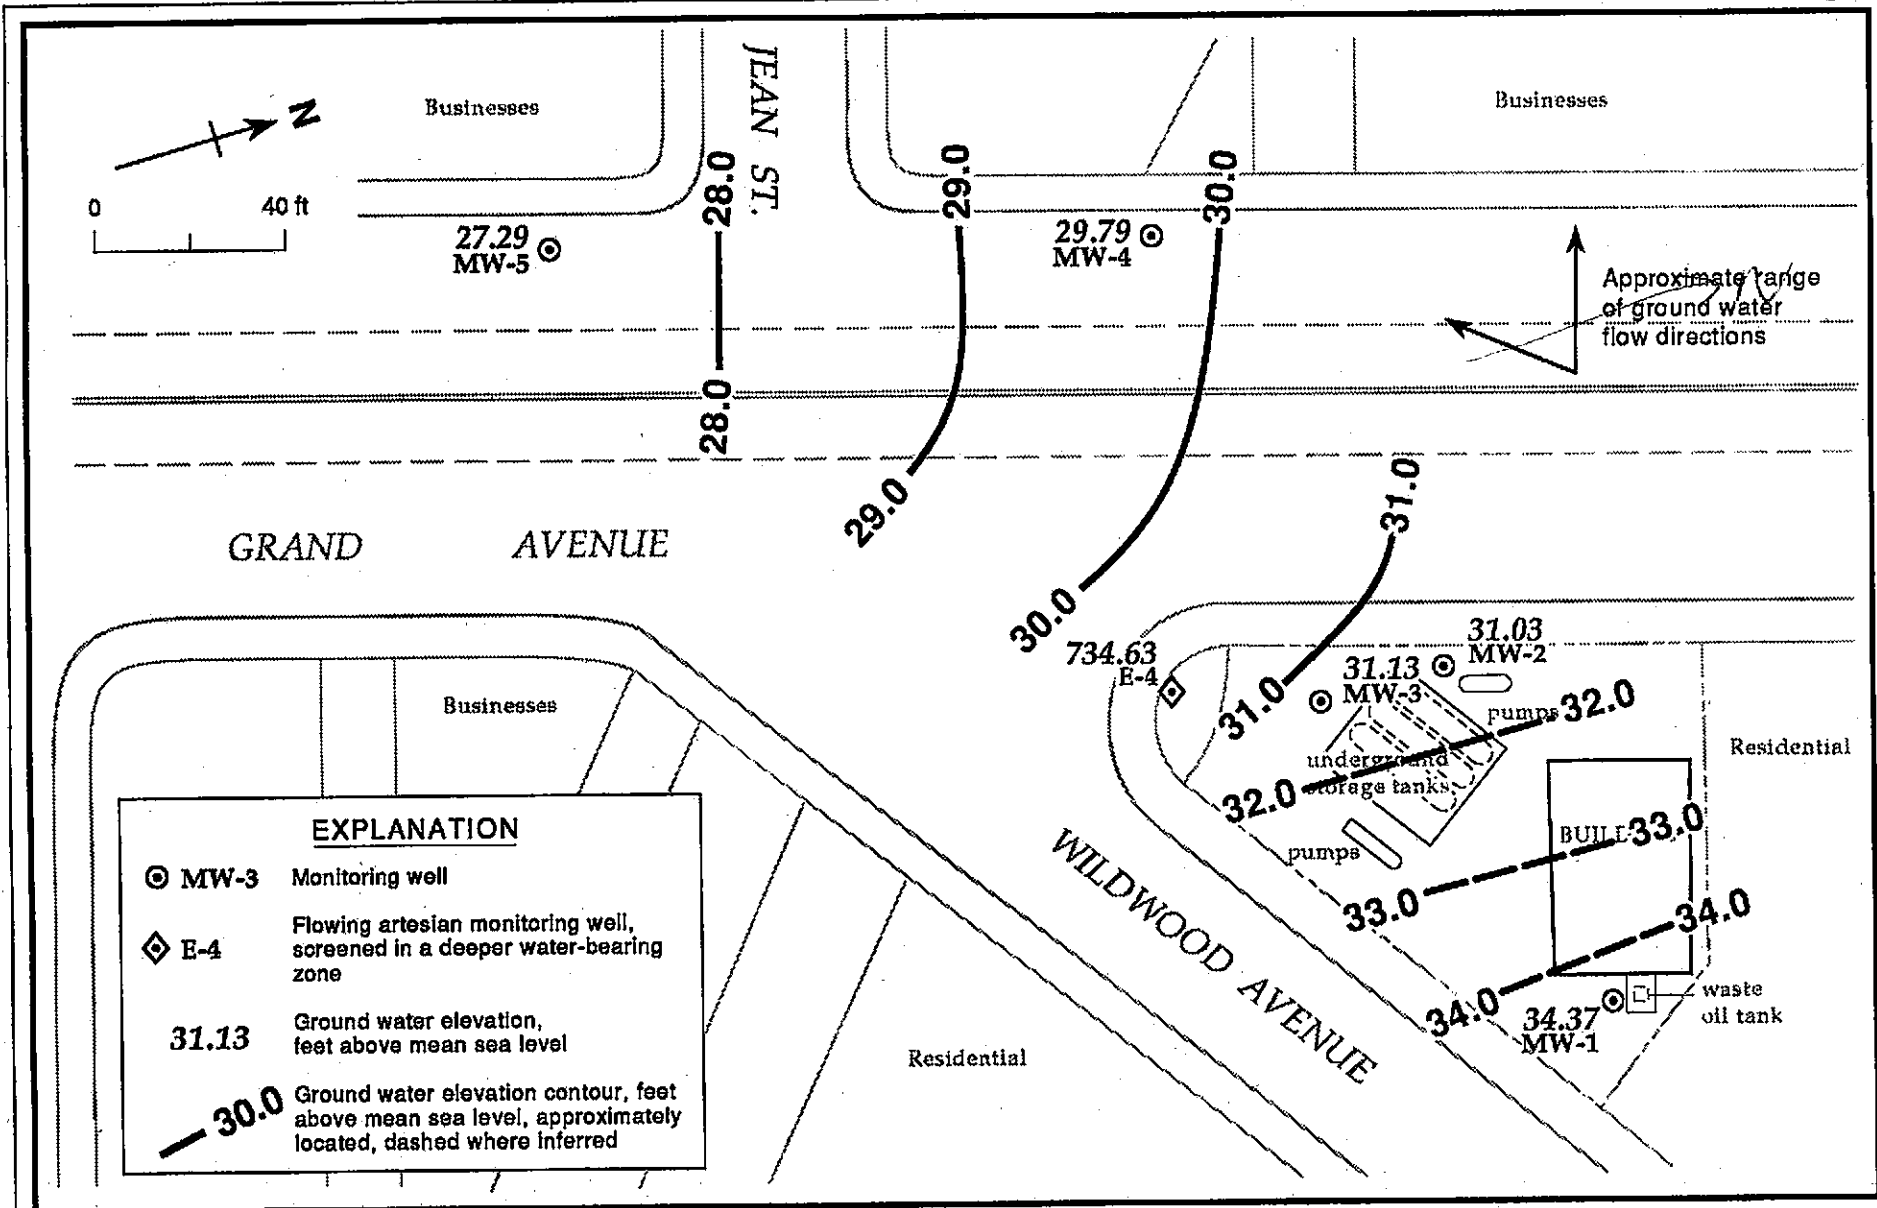 JEAN ST.
Businesses
Businesses
N
0 40 ft
28.0
29.0
30.0
27.29
MW-5
29.79
MW-4
Approximate range
of ground water
flow directions
28.0
29.0
31.0
GRAND AVENUE
30.0
734.63
E-4
31.03
MW-2
31.13
MW-3
31.0
pumps
32.0
Businesses
Residential
underground
storage tanks
32.0
BUILD
33.0
pumps
33.0
34.0
WILDWOOD AVENUE
34.0
34.37
MW-1
waste
oil tank
Residential
EXPLANATION
MW-3 Monitoring well
E-4 Flowing artesian monitoring well,
screened in a deeper water-bearing
zone
31.13 Ground water elevation,
feet above mean sea level
30.0 Ground water elevation contour, feet
above mean sea level, approximately
located, dashed where inferred